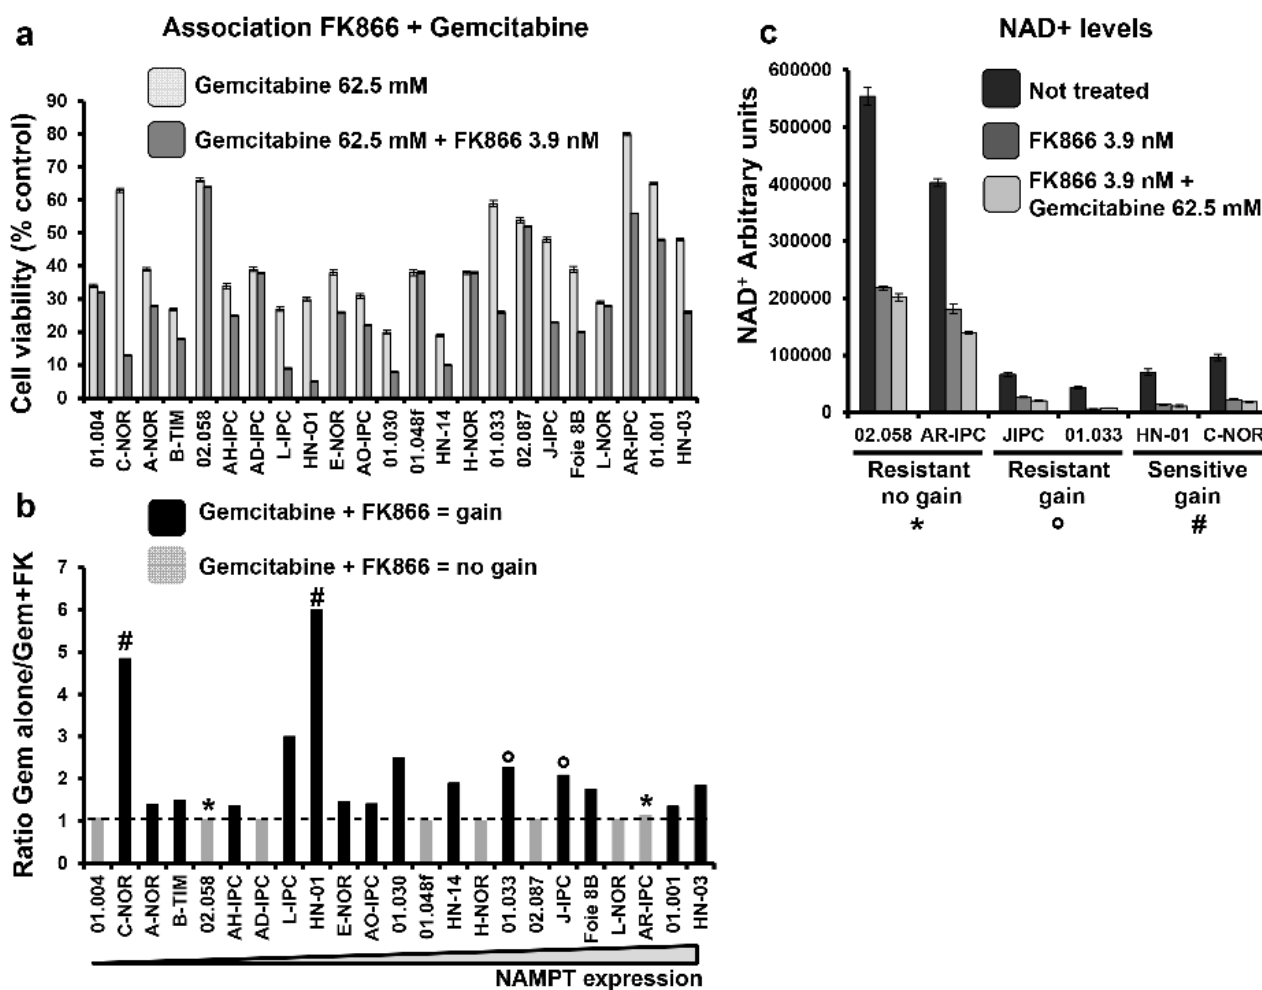 a
Association FK866 + Gemcitabine
Gemcitabine 62.5 mM
Gemcitabine 62.5 mM + FK866 3.9 nM
Cell viability (% control)
90
80
70
60
50
40
30
20
10
0
01.004
C-NOR
A-NOR
B-TIM
02.058
AH-IPC
AD-IPC
L-IPC
HN-O1
E-NOR
AO-IPC
01.030
01.048f
HN-14
H-NOR
01.033
02.087
J-IPC
Foie 8B
L-NOR
AR-IPC
01.001
HN-03
b
Gemcitabine + FK866 = gain
Gemcitabine + FK866 = no gain
Ratio Gem alone/Gem+FK
7
6
5
4
3
2
1
0
#
*
#
o
o
*
01.004
C-NOR
A-NOR
B-TIM
02.058
AH-IPC
AD-IPC
L-IPC
HN-01
E-NOR
AO-IPC
01.030
01.048f
HN-14
H-NOR
01.033
02.087
J-IPC
Foie 8B
L-NOR
AR-IPC
01.001
HN-03
NAMPT expression
c
NAD+ levels
Not treated
FK866 3.9 nM
FK866 3.9 nM +
Gemcitabine 62.5 mM
NAD⁺ Arbitrary units
600000
500000
400000
300000
200000
100000
0
02.058 AR-IPC JIPC 01.033 HN-01 C-NOR
Resistant Resistant Sensitive
no gain gain gain
* o #